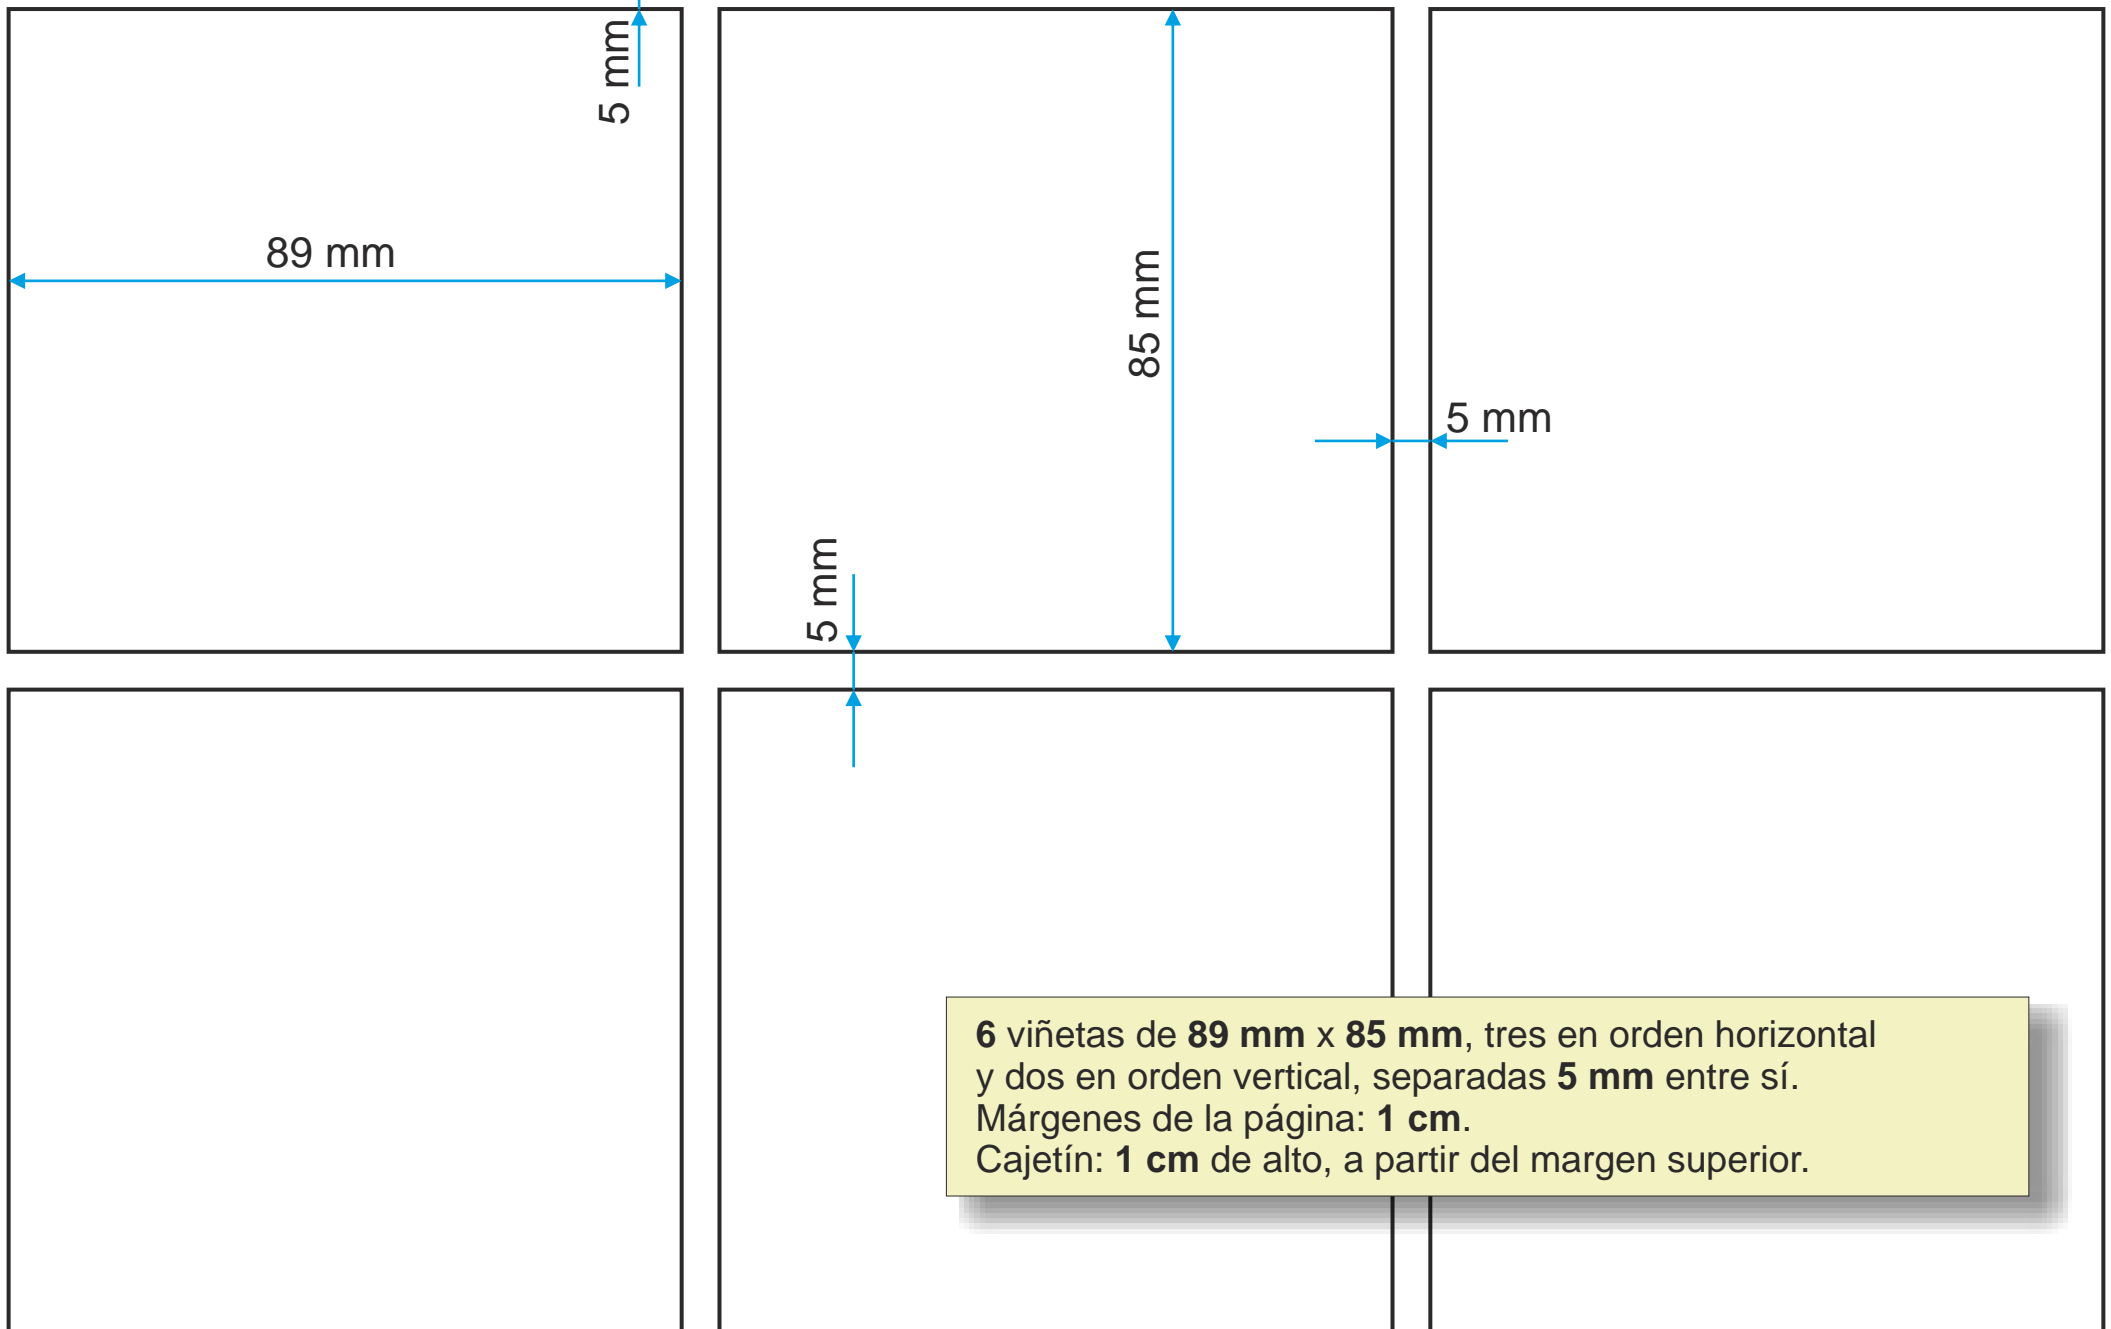 5 mm
89 mm
85 mm
5 mm
5 mm
6 viñetas de 89 mm x 85 mm, tres en orden horizontal
y dos en orden vertical, separadas 5 mm entre sí.
Márgenes de la página: 1 cm.
Cajetín: 1 cm de alto, a partir del margen superior.